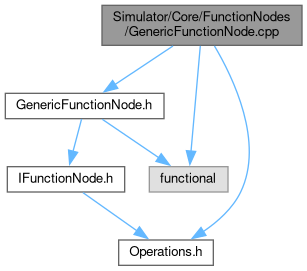 Simulator/Core/FunctionNodes
/GenericFunctionNode.cpp
GenericFunctionNode.h
IFunctionNode.h
functional
Operations.h